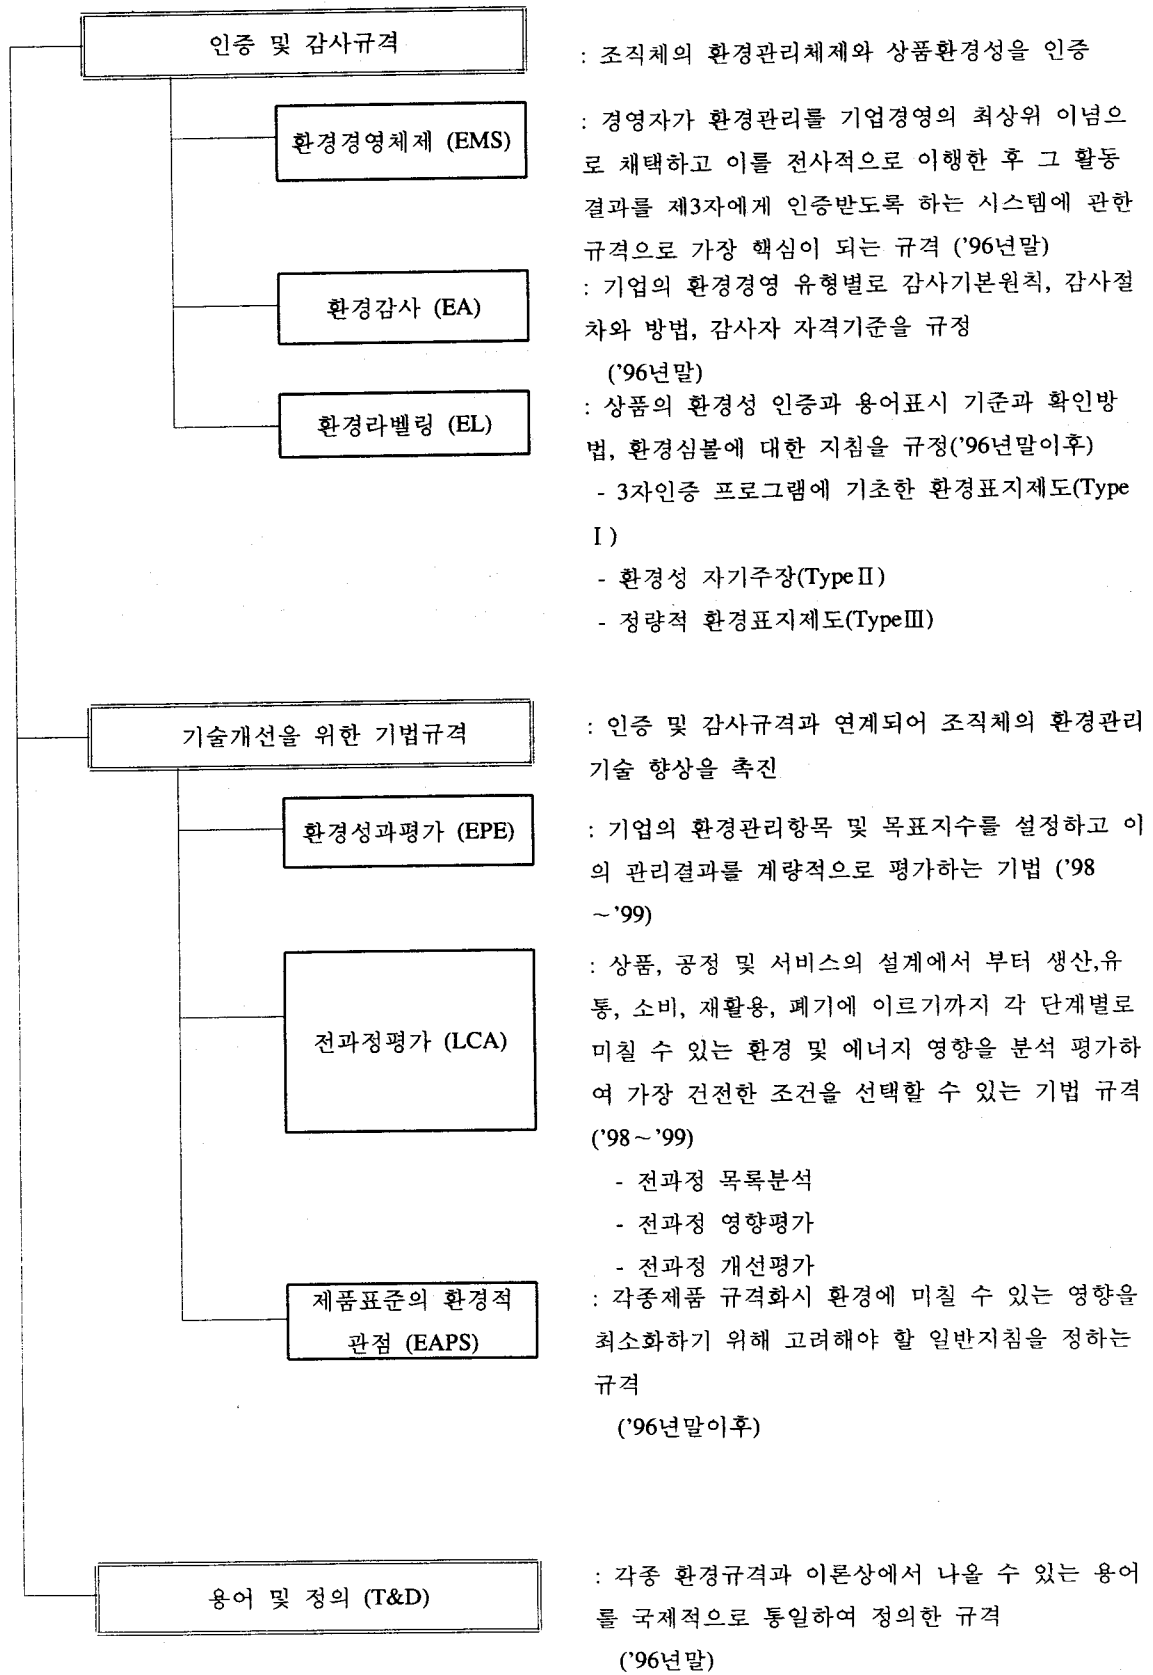 인증 및 감사규격
: 조직체의 환경관리체제와 상품환경성을 인증
환경경영체제 (EMS)
: 경영자가 환경관리를 기업경영의 최상위 이념으
로 채택하고 이를 전사적으로 이행한 후 그 활동
결과를 제3자에게 인증받도록 하는 시스템에 관한
규격으로 가장 핵심이 되는 규격 ('96년말)
환경감사 (EA)
: 기업의 환경경영 유형별로 감사기본원칙, 감사절
차와 방법, 감사자 자격기준을 규정
('96년말)
환경라벨링 (EL)
: 상품의 환경성 인증과 용어표시 기준과 확인방
법, 환경심볼에 대한 지침을 규정('96년말이후)
- 3자인증 프로그램에 기초한 환경표지제도(Type
Ⅰ)
- 환경성 자기주장(TypeⅡ)
- 정량적 환경표지제도(TypeⅢ)
기술개선을 위한 기법규격
: 인증 및 감사규격과 연계되어 조직체의 환경관리
기술 향상을 촉진
환경성과평가 (EPE)
: 기업의 환경관리항목 및 목표지수를 설정하고 이
의 관리결과를 계량적으로 평가하는 기법 ('98
~'99)
전과정평가 (LCA)
: 상품, 공정 및 서비스의 설계에서 부터 생산,유
통, 소비, 재활용, 폐기에 이르기까지 각 단계별로
미칠 수 있는 환경 및 에너지 영향을 분석 평가하
여 가장 건전한 조건을 선택할 수 있는 기법 규격
('98~'99)
- 전과정 목록분석
- 전과정 영향평가
- 전과정 개선평가
제품표준의 환경적
관점 (EAPS)
: 각종제품 규격화시 환경에 미칠 수 있는 영향을
최소화하기 위해 고려해야 할 일반지침을 정하는
규격
('96년말이후)
용어 및 정의 (T&D)
: 각종 환경규격과 이론상에서 나올 수 있는 용어
를 국제적으로 통일하여 정의한 규격
('96년말)